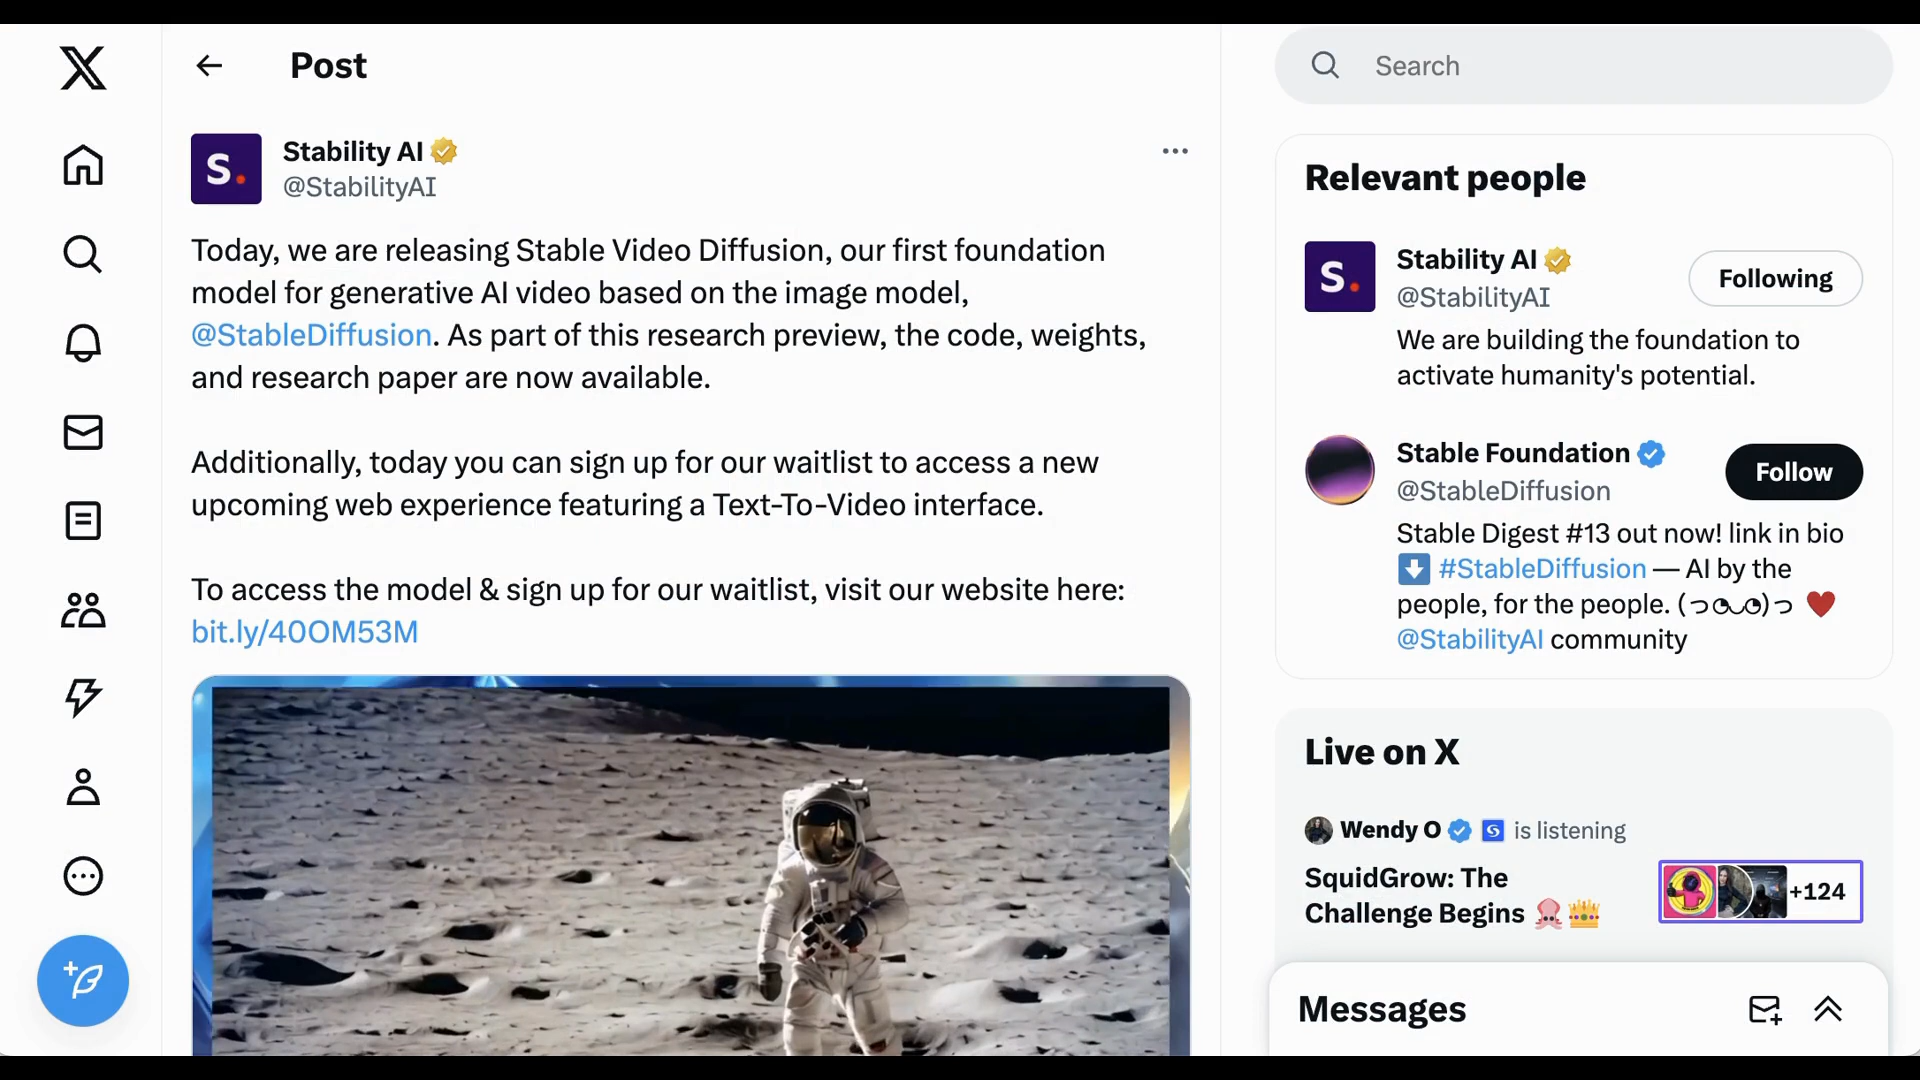 Post
S.
Stability AI
@StabilityAI
Today, we are releasing Stable Video Diffusion, our first foundation
model for generative AI video based on the image model,
@StableDiffusion. As part of this research preview, the code, weights,
and research paper are now available.
Additionally, today you can sign up for our waitlist to access a new
upcoming web experience featuring a Text-To-Video interface.
To access the model & sign up for our waitlist, visit our website here:
bit.ly/40OM53M
Search
Relevant people
S.
Stability AI
@StabilityAI
Following
We are building the foundation to
activate humanity's potential.
Stable Foundation
@StableDiffusion
Follow
Stable Digest #13 out now! link in bio
⬇️ #StableDiffusion — AI by the
people, for the people. (っ◔◡◔)っ ♥
@StabilityAI community
Live on X
Wendy O is listening
SquidGrow: The
Challenge Begins 🦑👑
+124
Messages